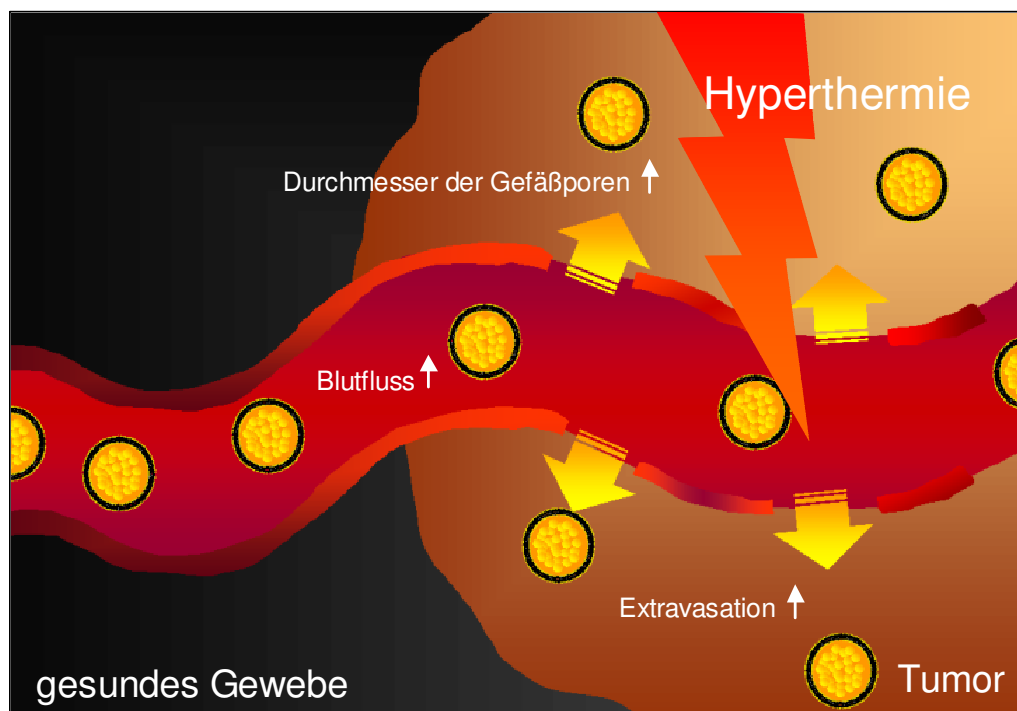 Hyperthermie
Durchmesser der Gefäßporen ↑
Blutfluss ↑
Extravasation ↑
gesundes Gewebe
Tumor